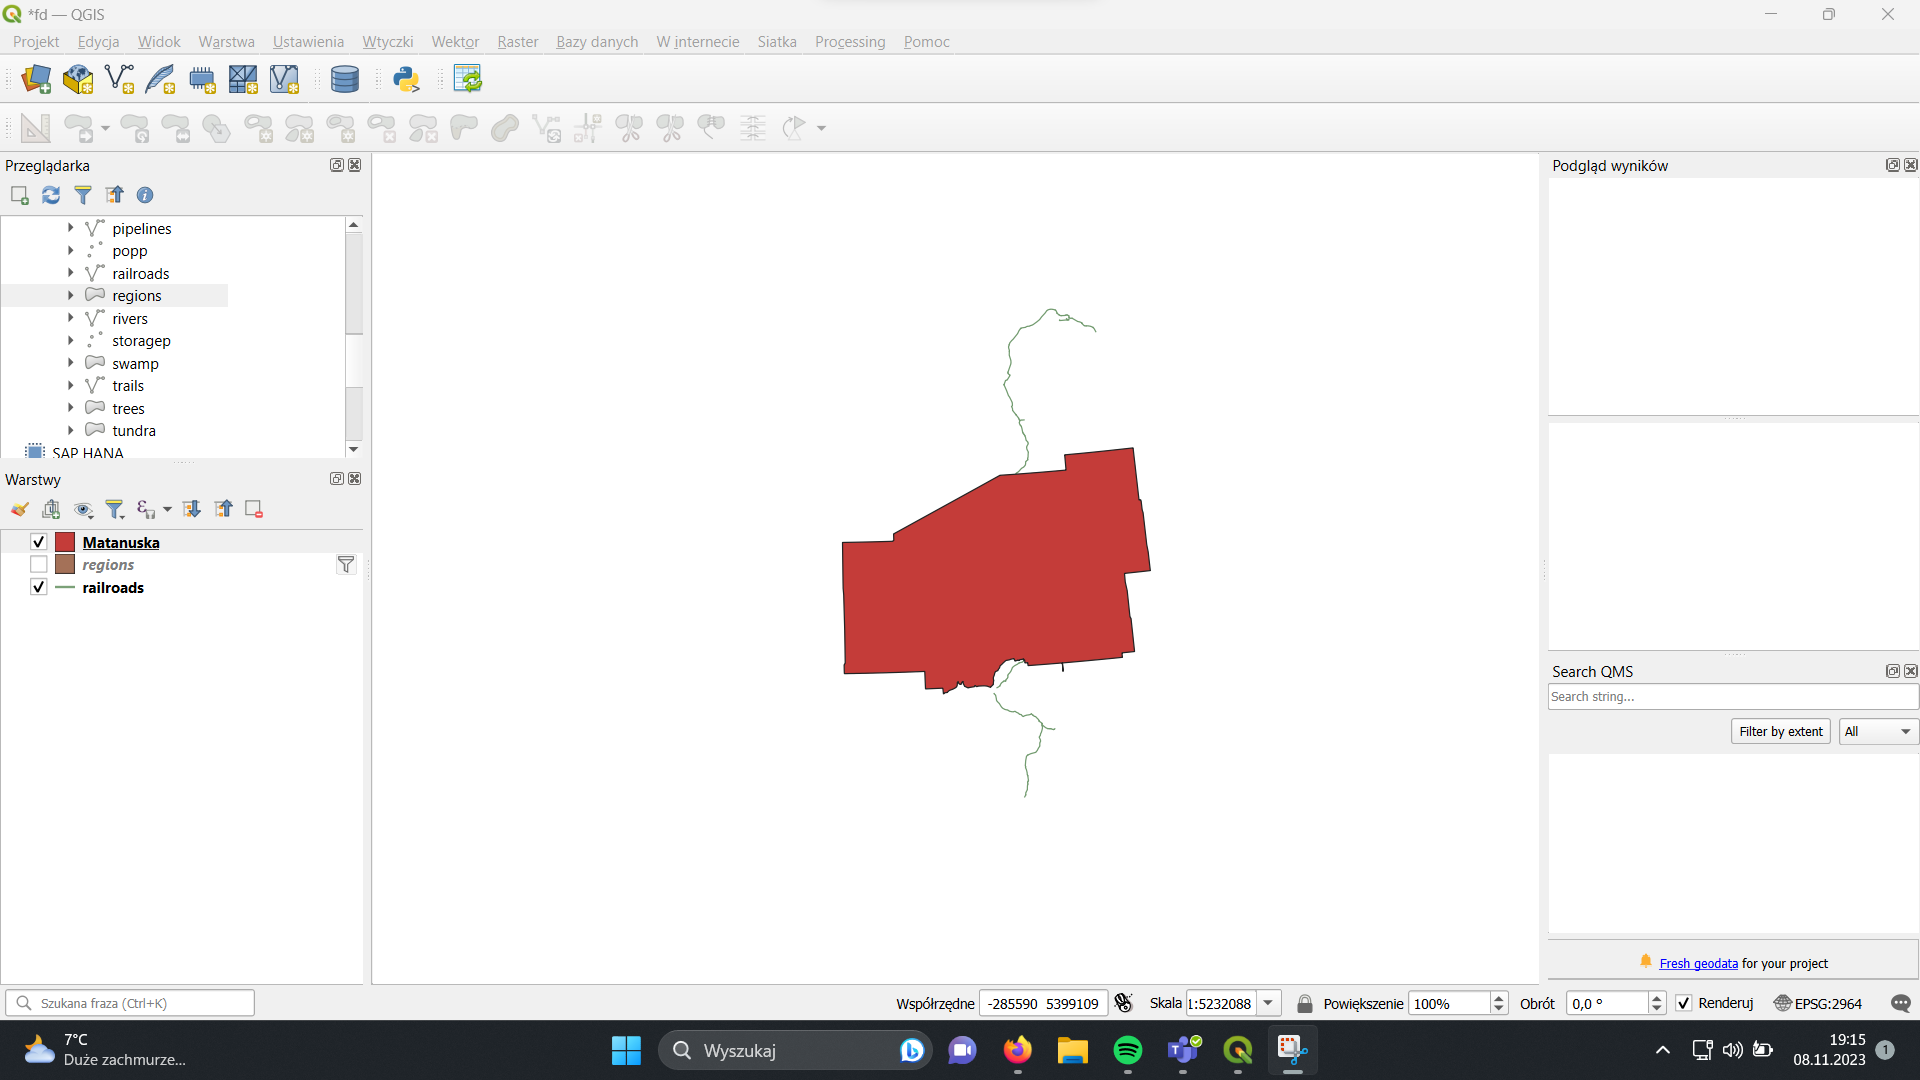 *fd — QGIS
Projekt Edycja Widok Warstwa Ustawienia Wtyczki Wektor Raster Bazy danych W internecie Siatka Processing Pomoc
Przeglądarka
pipelines
popp
railroads
regions
rivers
storagep
swamp
trails
trees
tundra
SAP HANA
Warstwy
Matanuska
regions
railroads
Podgląd wyników
Search QMS
Search string...
Filter by extent All
Fresh geodata for your project
Szukana fraza (Ctrl+K)
Współrzędne -285590 5399109 Skala 1:5232088 Powiększenie 100% Obrót 0,0 ° Renderuj EPSG:2964
7°C
Duże zachmurze...
Wyszukaj
19:15
08.11.2023
1